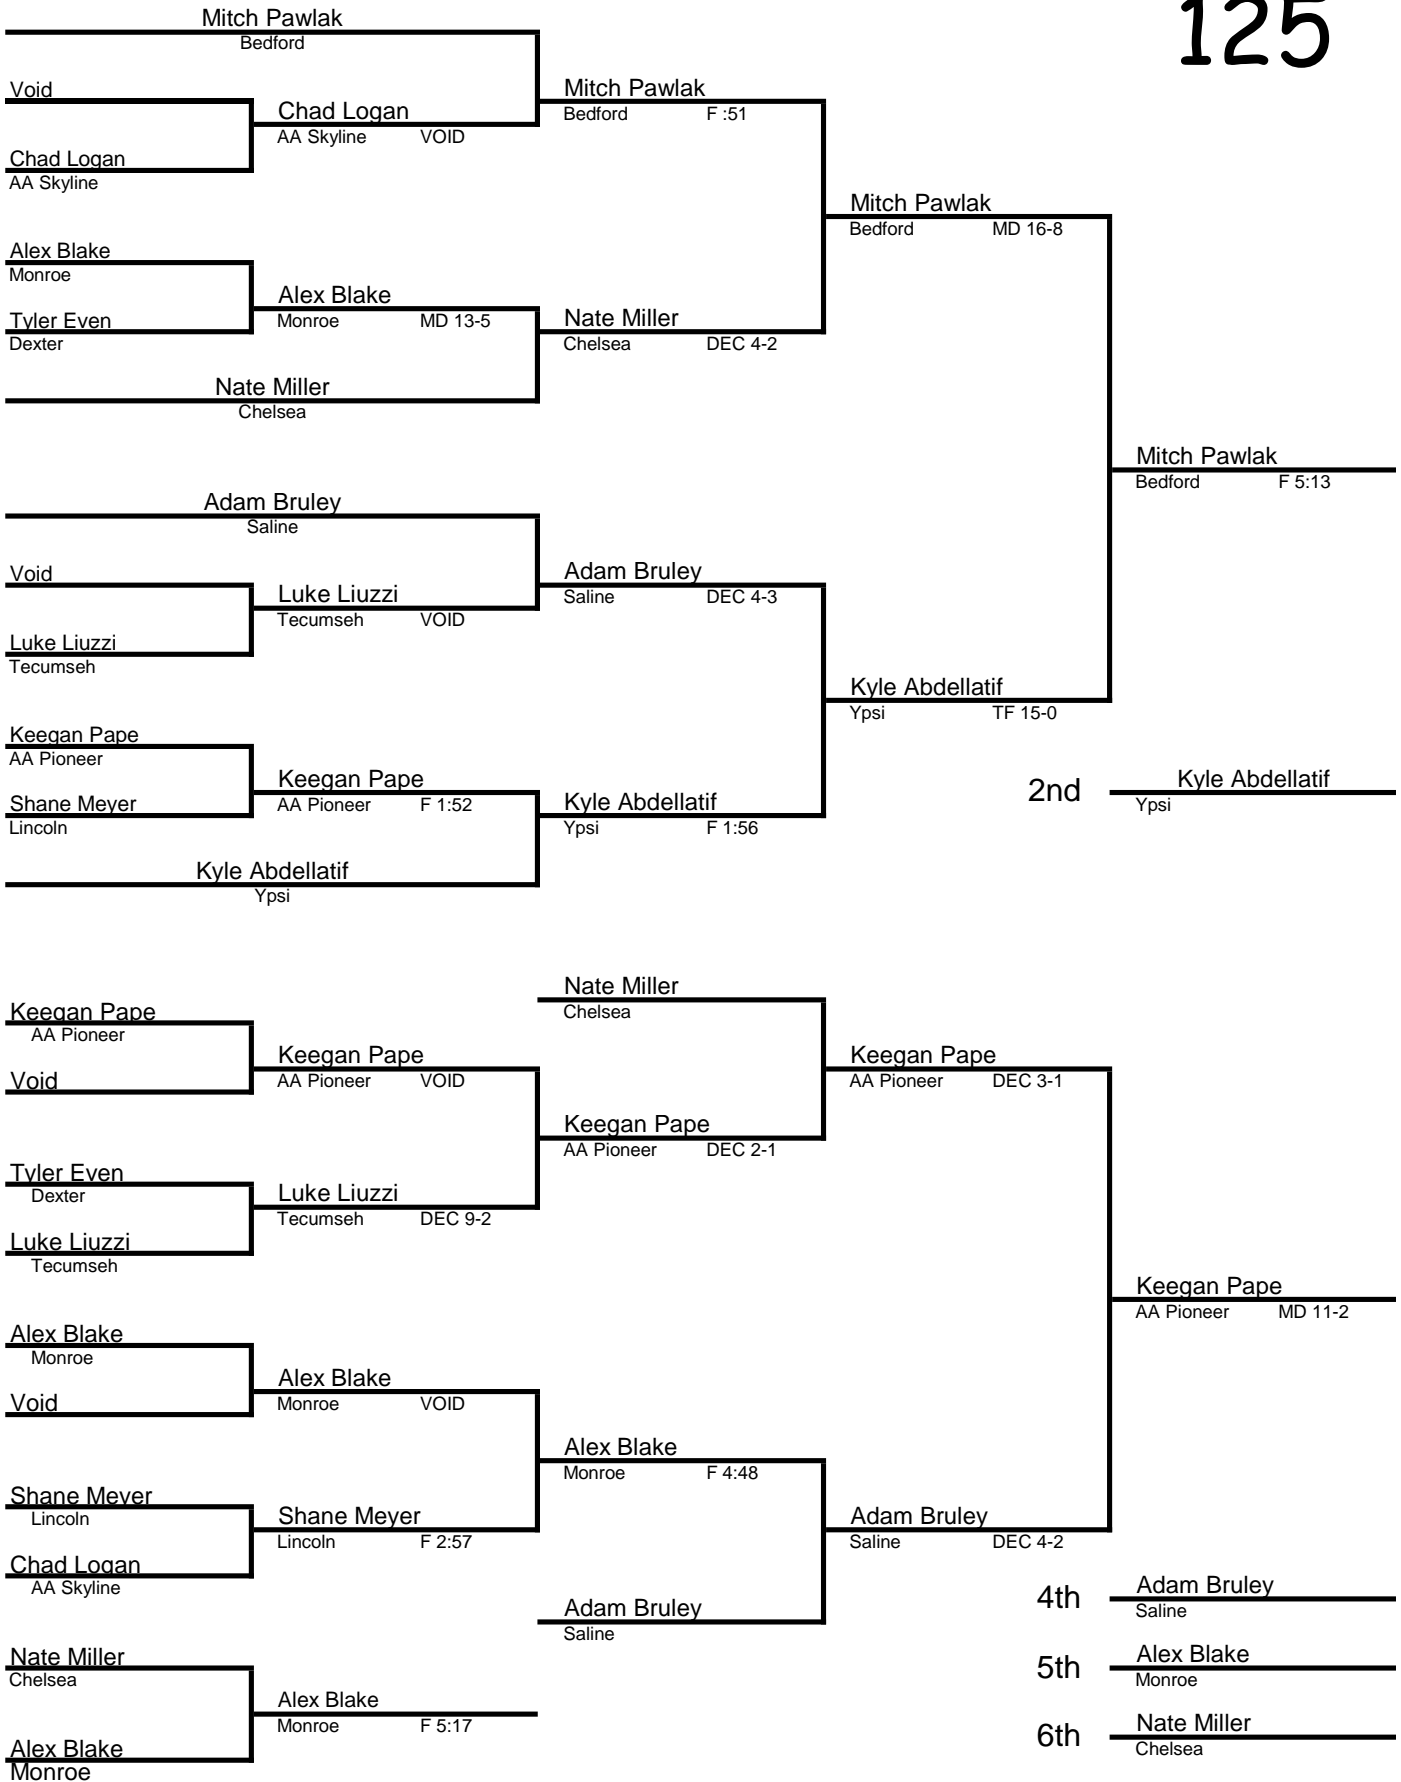 125
Mitch Pawlak
Bedford
Void
Chad Logan
AA Skyline VOID
Chad Logan
AA Skyline
Mitch Pawlak
Bedford F :51
Alex Blake
Monroe
Tyler Even
Dexter
Alex Blake
Monroe MD 13-5
Nate Miller
Chelsea
Nate Miller
Chelsea DEC 4-2
Mitch Pawlak
Bedford MD 16-8
Adam Bruley
Saline
Void
Luke Liuzzi
Tecumseh VOID
Luke Liuzzi
Tecumseh
Adam Bruley
Saline DEC 4-3
Keegan Pape
AA Pioneer
Shane Meyer
Lincoln
Keegan Pape
AA Pioneer F 1:52
Kyle Abdellatif
Ypsi
Kyle Abdellatif
Ypsi F 1:56
Kyle Abdellatif
Ypsi TF 15-0
Mitch Pawlak
Bedford F 5:13
2nd Kyle Abdellatif
Ypsi
Keegan Pape
AA Pioneer
Void
Keegan Pape
AA Pioneer VOID
Tyler Even
Dexter
Luke Liuzzi
Tecumseh
Luke Liuzzi
Tecumseh DEC 9-2
Nate Miller
Chelsea
Keegan Pape
AA Pioneer DEC 2-1
Keegan Pape
AA Pioneer DEC 3-1
Alex Blake
Monroe
Void
Alex Blake
Monroe VOID
Shane Meyer
Lincoln
Chad Logan
AA Skyline
Shane Meyer
Lincoln F 2:57
Alex Blake
Monroe F 4:48
Adam Bruley
Saline
Adam Bruley
Saline DEC 4-2
Keegan Pape
AA Pioneer MD 11-2
Nate Miller
Chelsea
Alex Blake
Monroe
Alex Blake
Monroe F 5:17
4th Adam Bruley
Saline
5th Alex Blake
Monroe
6th Nate Miller
Chelsea